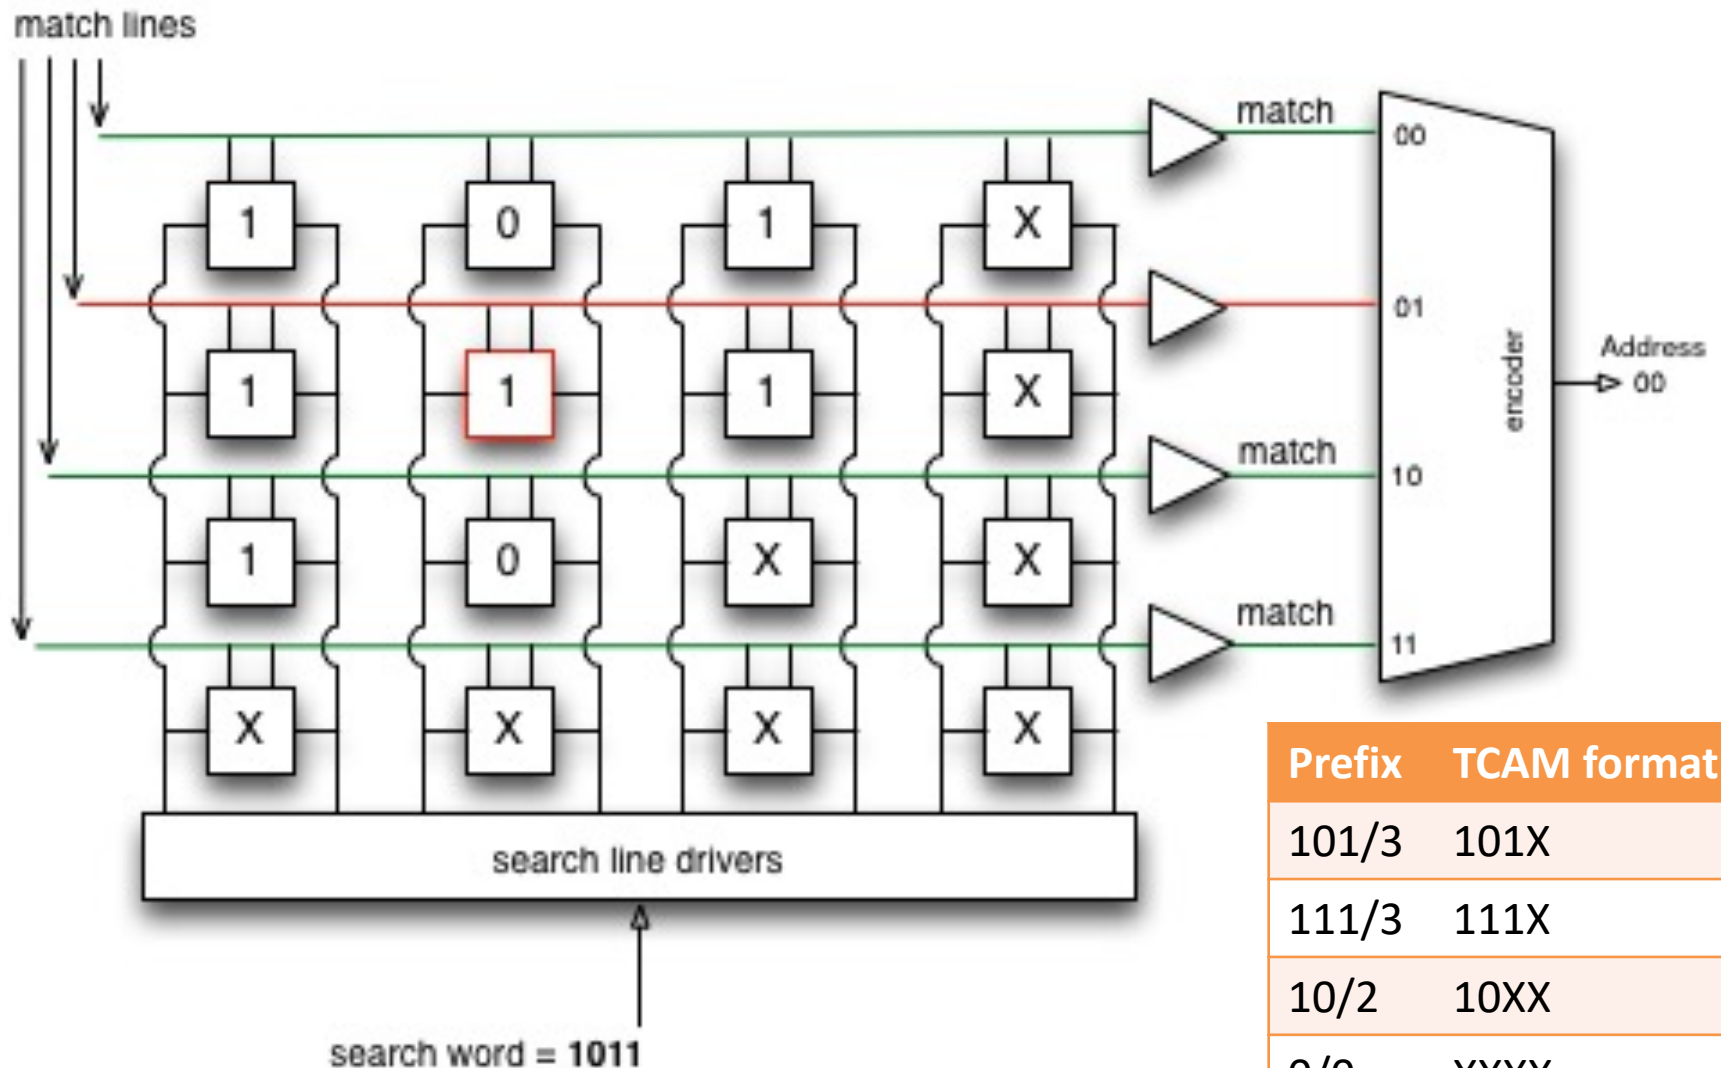 match lines
match
00
1 0 1 X
01
1 1 1 X
encoder
Address
00
match
10
1 0 X X
match
11
X X X X
search line drivers
search word = 1011
Prefix TCAM format
101/3 101X
111/3 111X
10/2 10XX